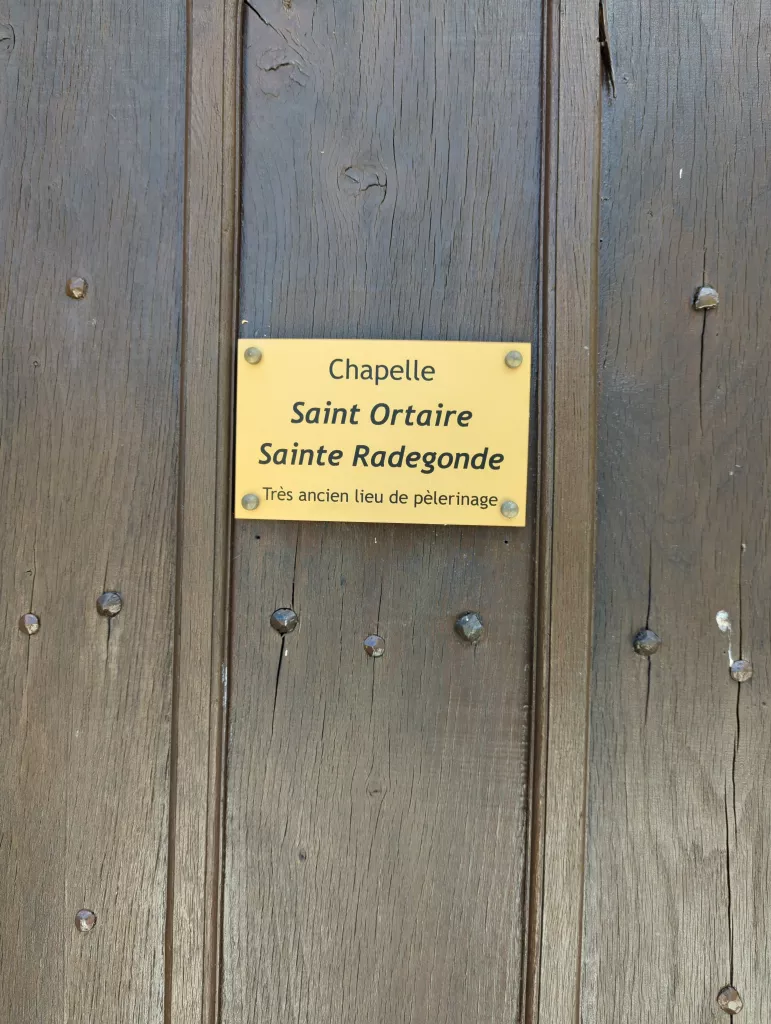 Chapelle
Saint Ortaire
Sainte Radegonde
Très ancien lieu de pèlerinage